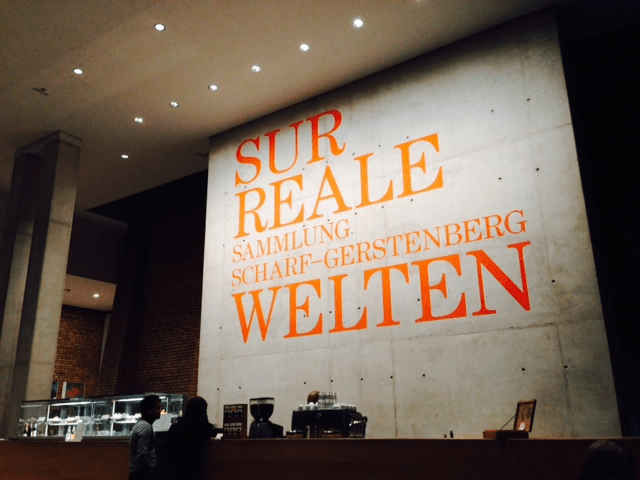 SUR
REALE
SAMMLUNG
SCHARF–GERSTENBERG
WELTEN